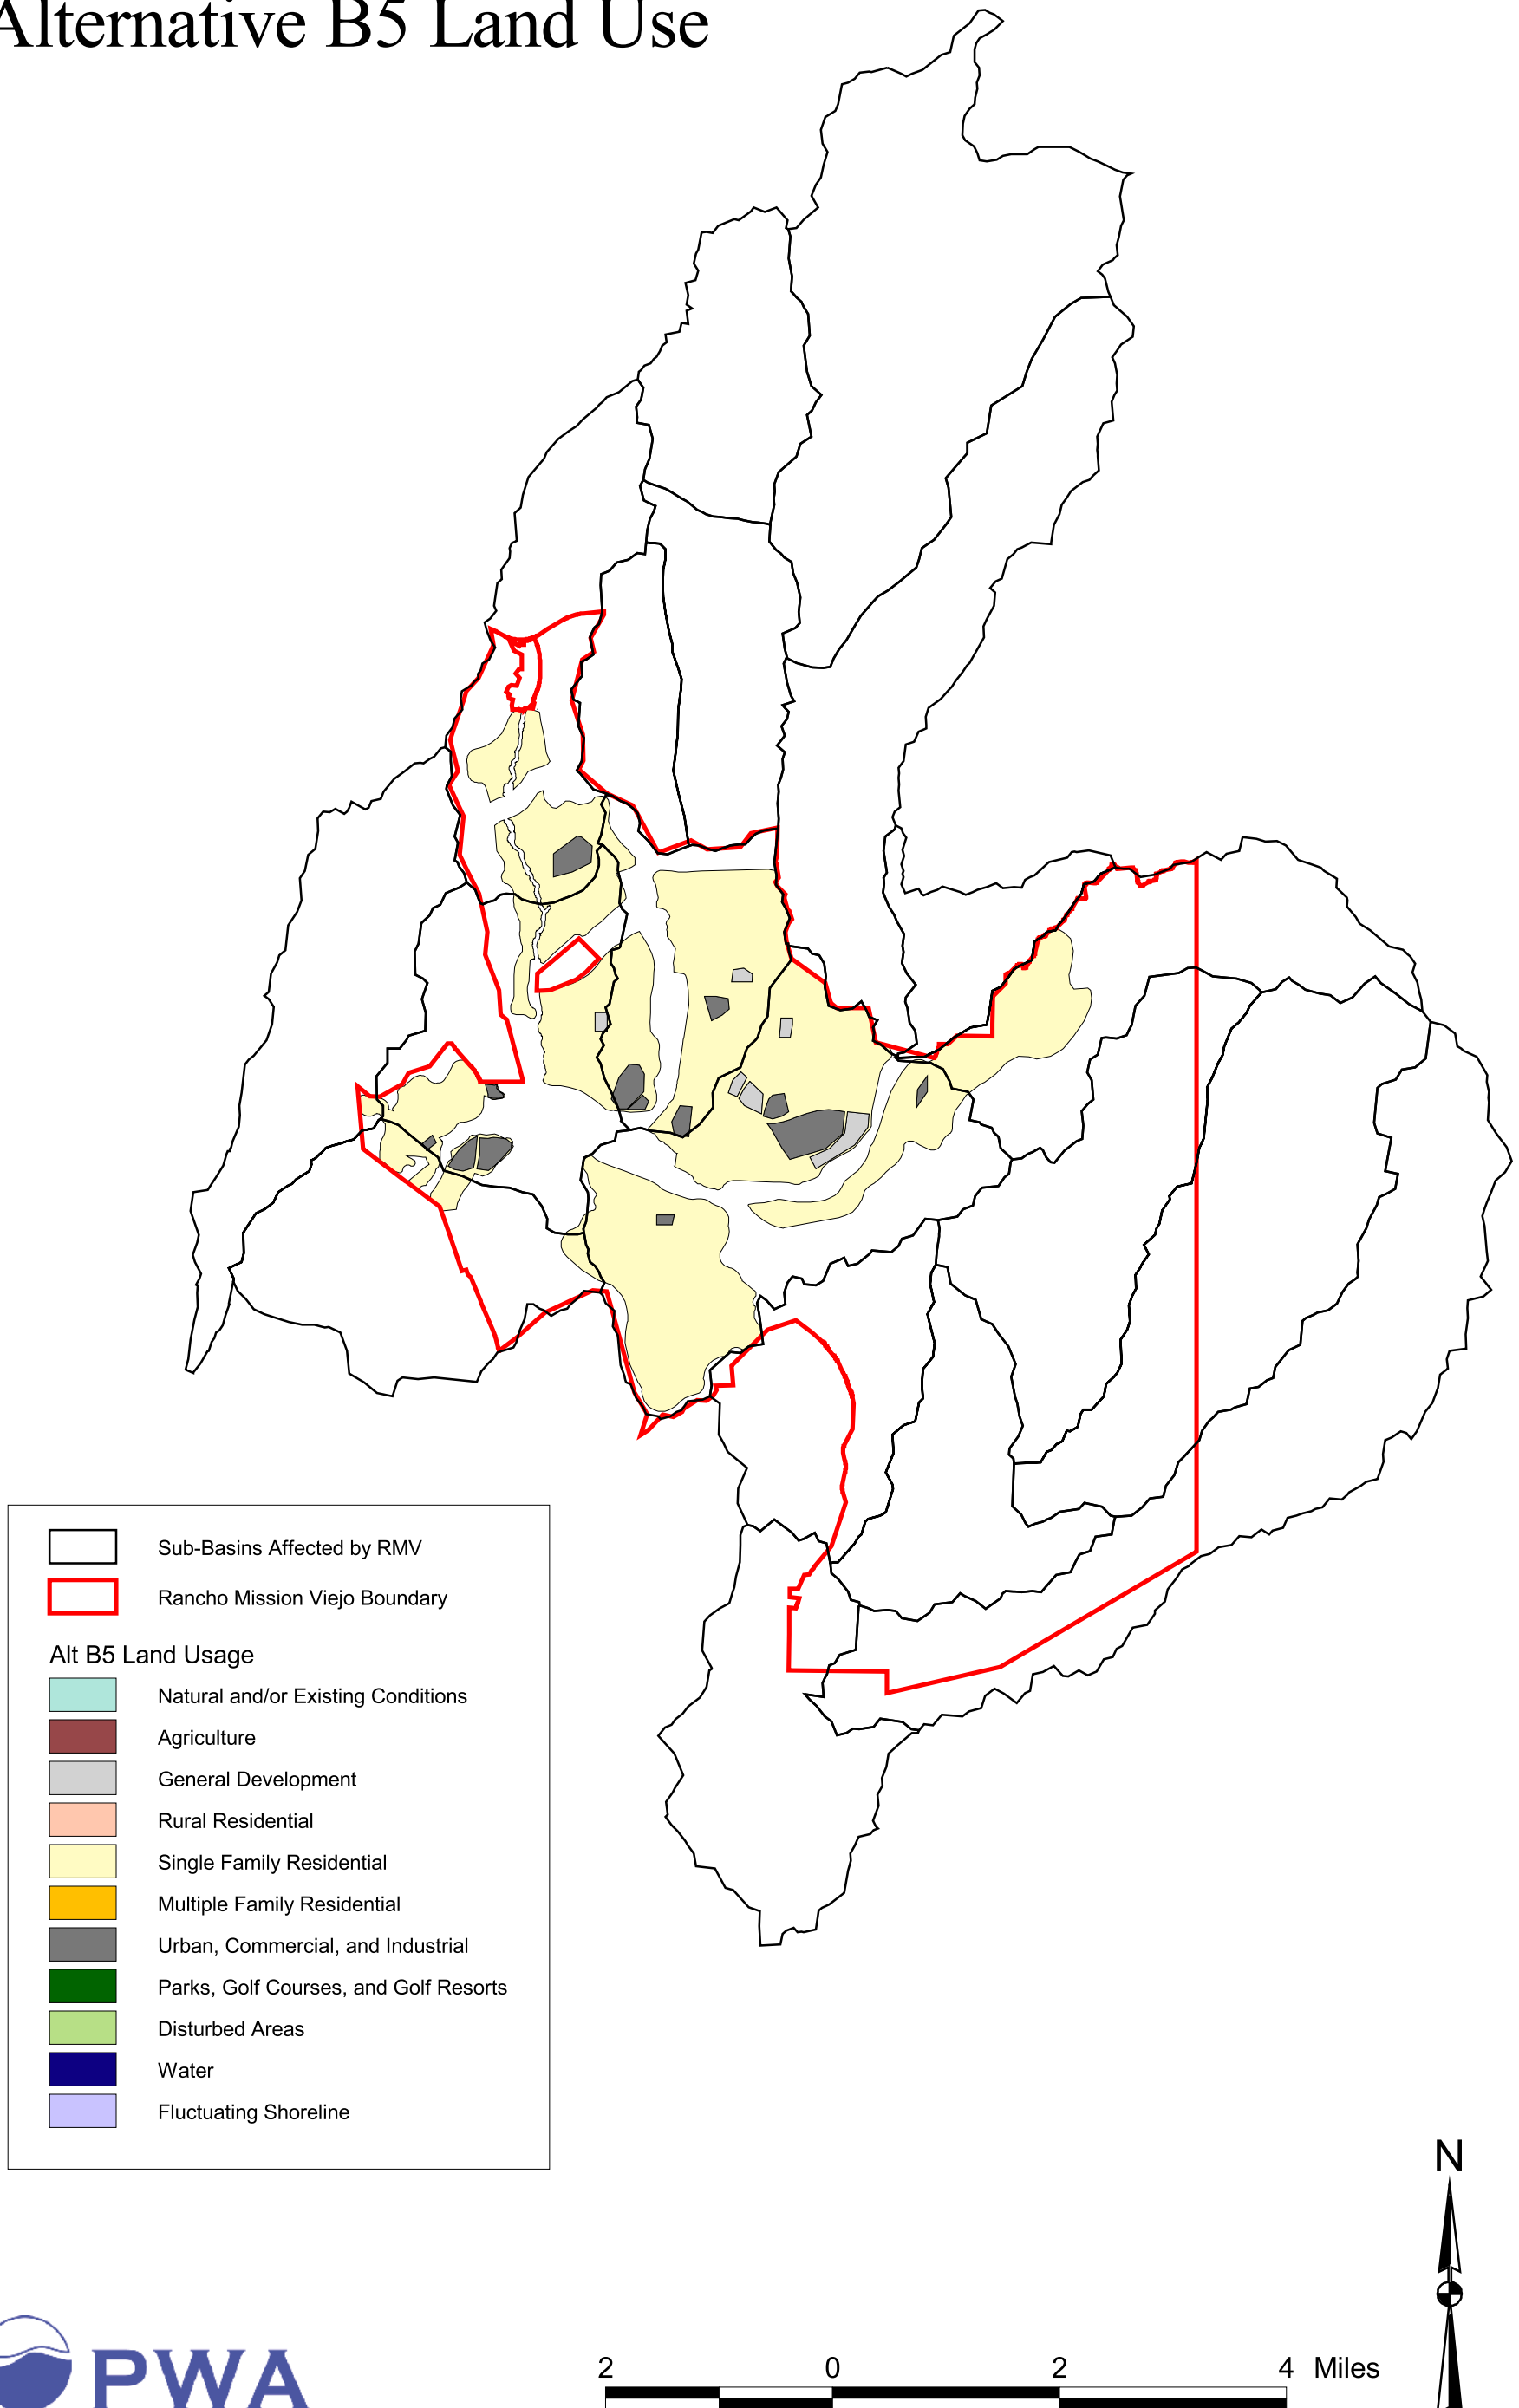 Alternative B5 Land Use
Sub-Basins Affected by RMV
Rancho Mission Viejo Boundary
Alt B5 Land Usage
Natural and/or Existing Conditions
Agriculture
General Development
Rural Residential
Single Family Residential
Multiple Family Residential
Urban, Commercial, and Industrial
Parks, Golf Courses, and Golf Resorts
Disturbed Areas
Water
Fluctuating Shoreline
N
PWA
2 0 2 4 Miles